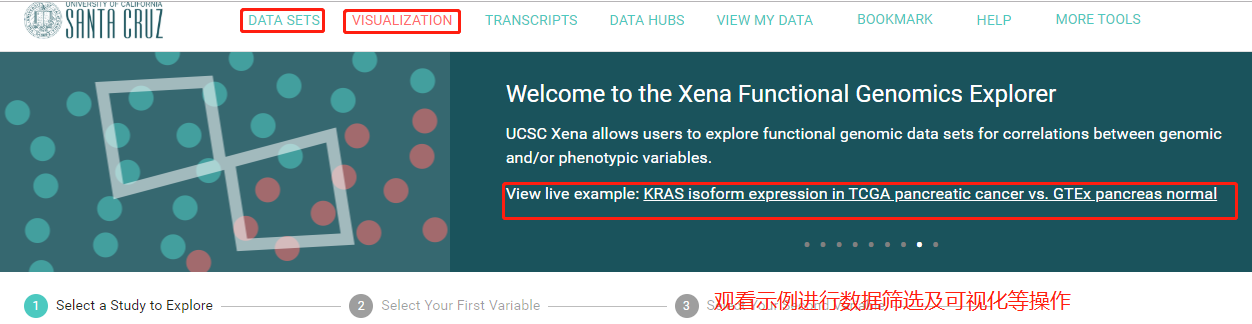 UNIVERSITY OF CALIFORNIA
SANTA CRUZ
DATA SETS VISUALIZATION TRANSCRIPTS DATA HUBS VIEW MY DATA BOOKMARK HELP MORE TOOLS
Welcome to the Xena Functional Genomics Explorer
UCSC Xena allows users to explore functional genomic data sets for correlations between genomic
and/or phenotypic variables.
View live example: KRAS isoform expression in TCGA pancreatic cancer vs. GTEx pancreas normal
1 Select a Study to Explore 2 Select Your First Variable 3
观看示例进行数据筛选及可视化等操作